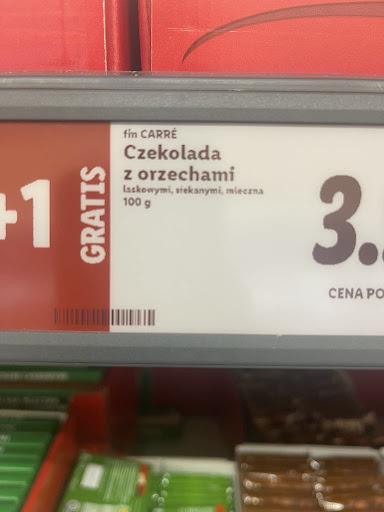 +1
GRATIS
fin CARRÉ
Czekolada
z orzechami
laskowymi, siekanymi, mleczna
100 g
3.
CENA PO